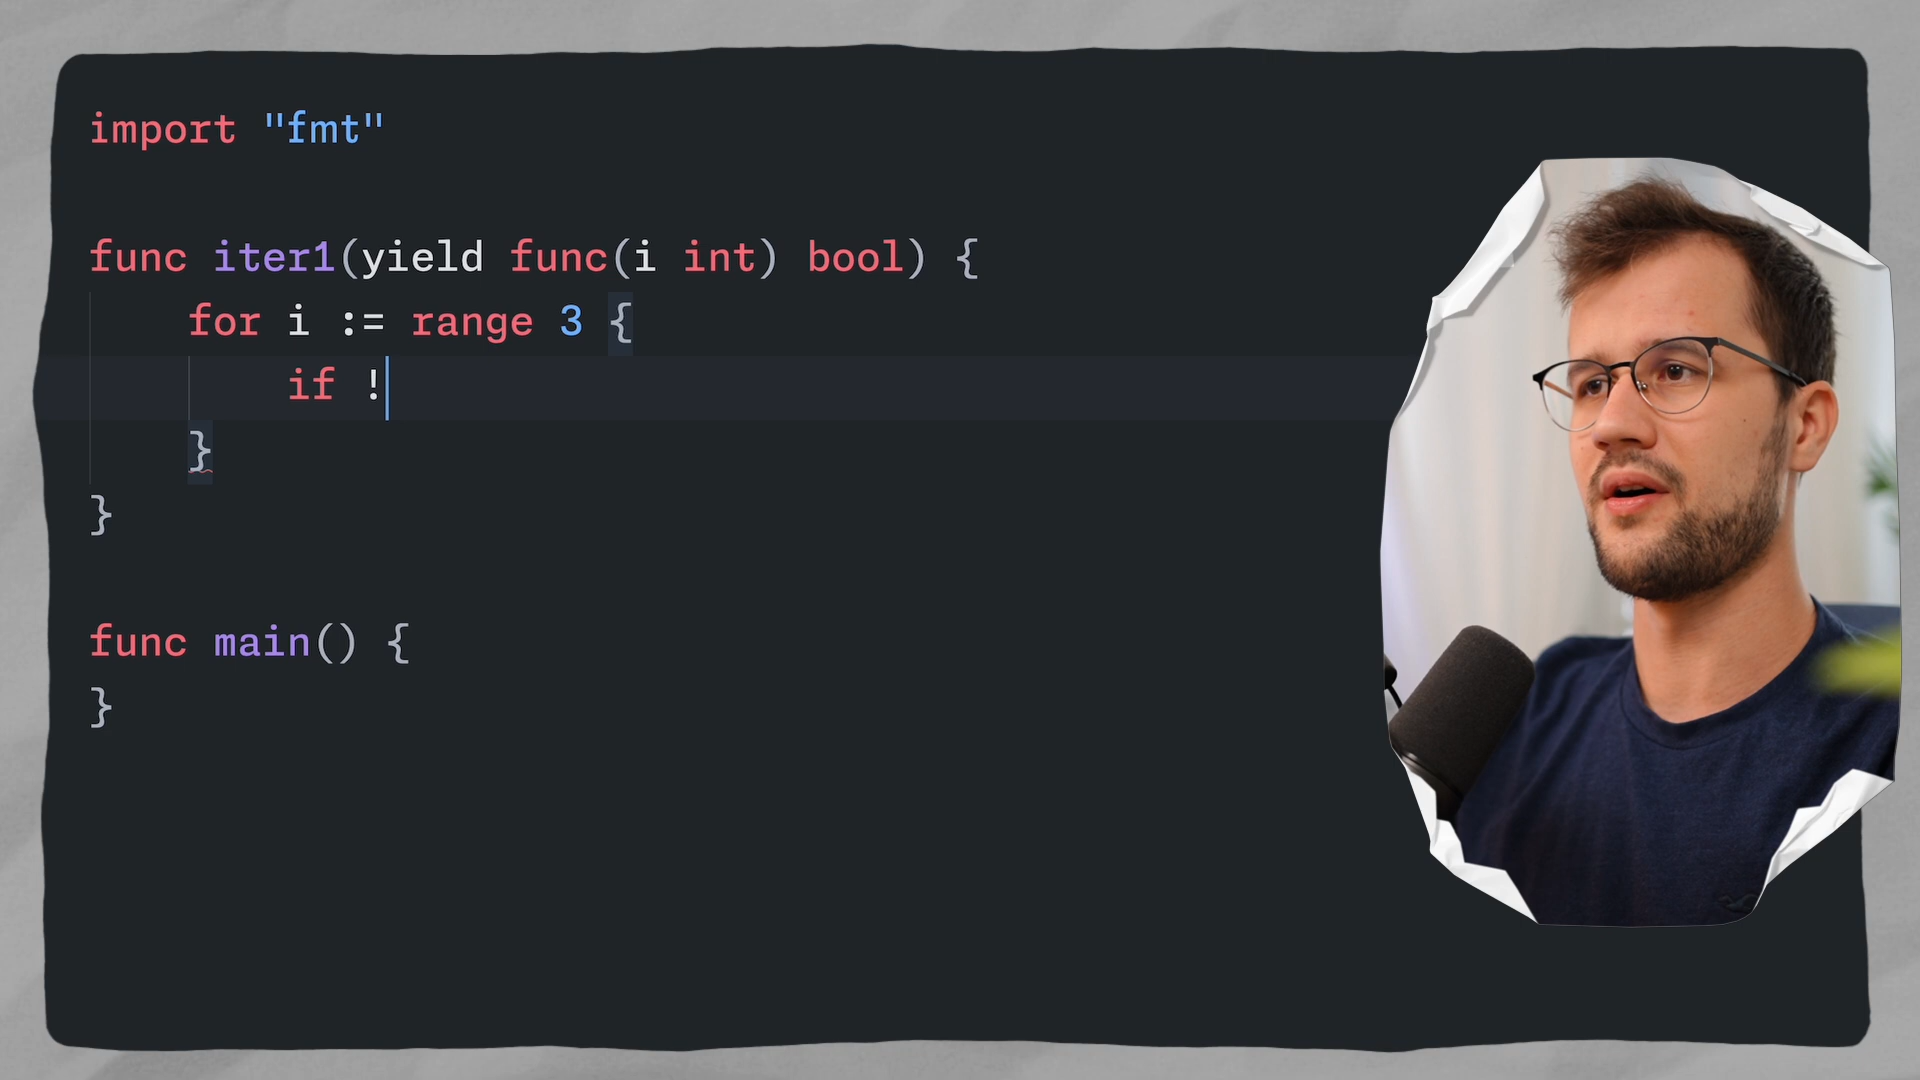 import "fmt"
func iter1(yield func(i int) bool) {
for i := range 3 {
if !
}
}
func main() {
}